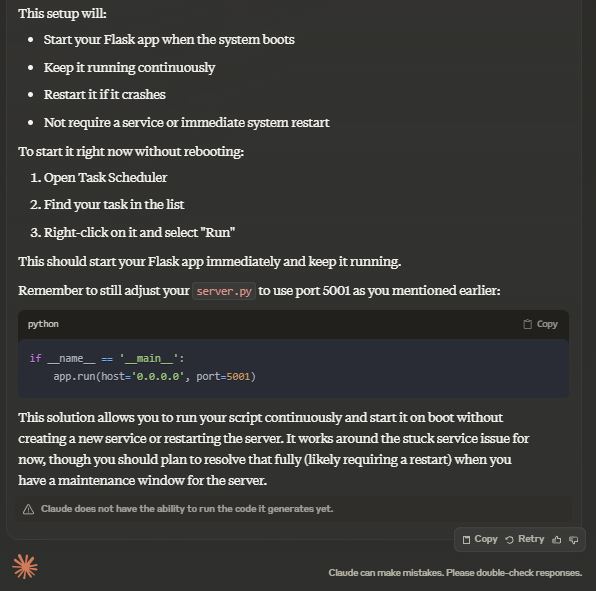 This setup will:
• Start your Flask app when the system boots
• Keep it running continuously
• Restart it if it crashes
• Not require a service or immediate system restart
To start it right now without rebooting:
1. Open Task Scheduler
2. Find your task in the list
3. Right-click on it and select "Run"
This should start your Flask app immediately and keep it running.
Remember to still adjust your server.py to use port 5001 as you mentioned earlier:
python Copy
if __name__ == '__main__':
    app.run(host='0.0.0.0', port=5001)
This solution allows you to run your script continuously and start it on boot without
creating a new service or restarting the server. It works around the stuck service issue for
now, though you should plan to resolve that fully (likely requiring a restart) when you
have a maintenance window for the server.
Claude does not have the ability to run the code it generates yet.
Copy Retry
Claude can make mistakes. Please double-check responses.